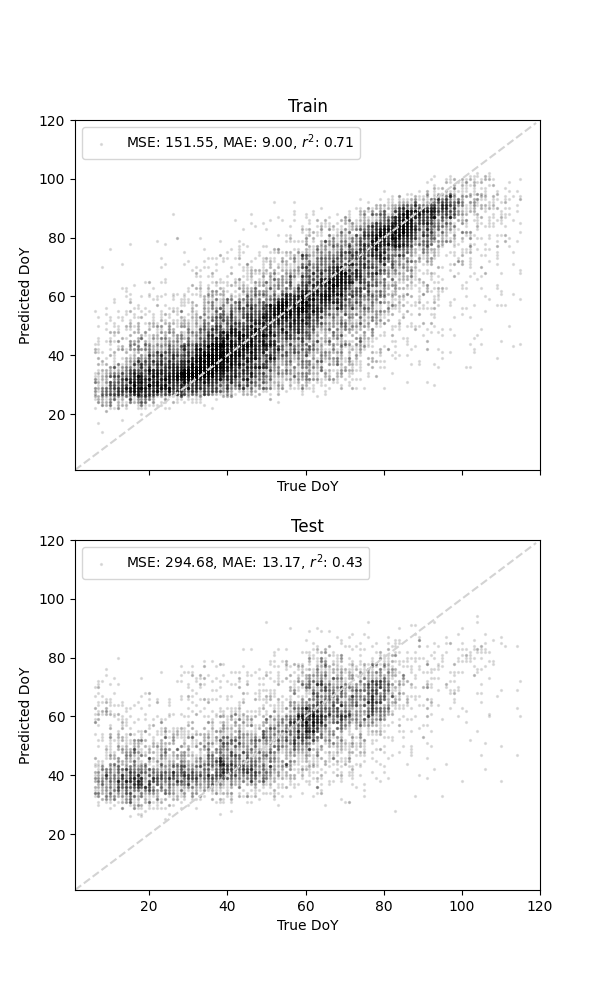 Train
MSE: 151.55, MAE: 9.00, r²: 0.71
120
100
80
60
40
20
Predicted DoY
True DoY
Test
MSE: 294.68, MAE: 13.17, r²: 0.43
120
100
80
60
40
20
Predicted DoY
20 40 60 80 100 120
True DoY